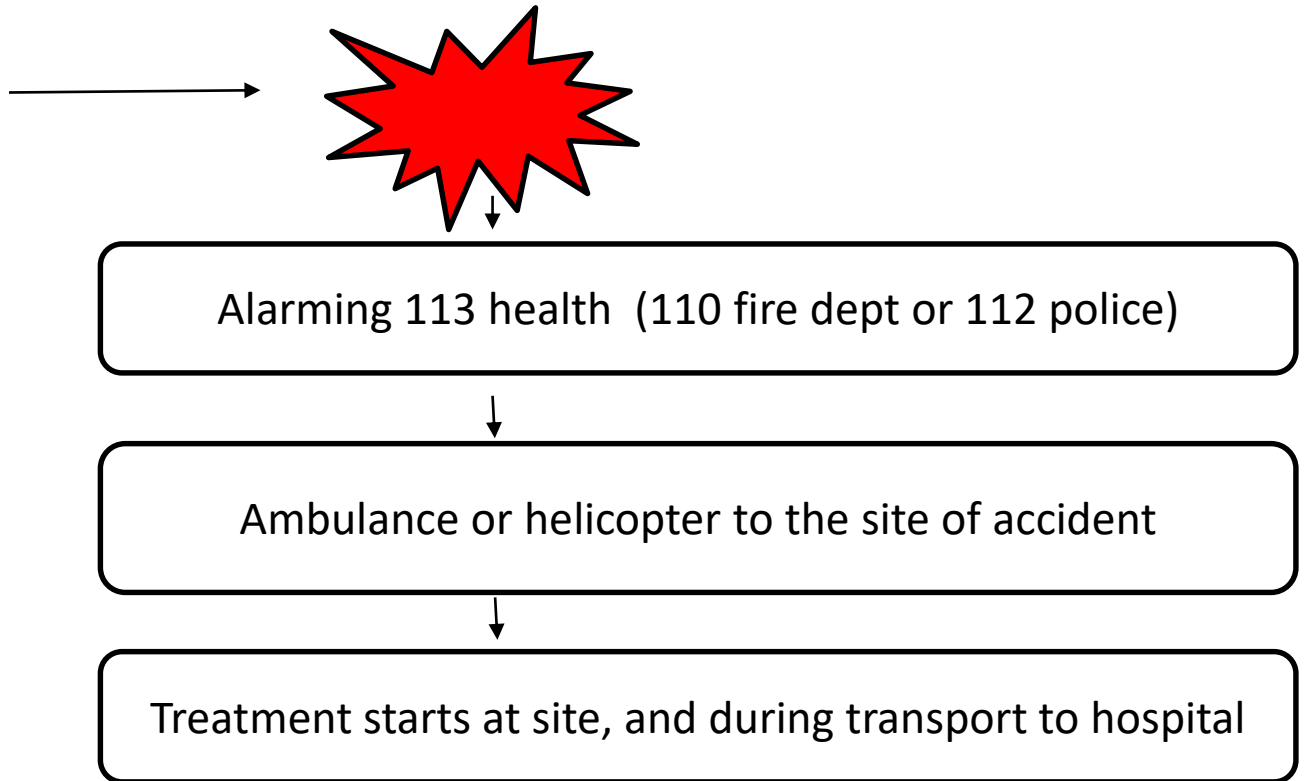 Alarming 113 health  (110 fire dept or 112 police)
Ambulance or helicopter to the site of accident
Treatment starts at site, and during transport to hospital